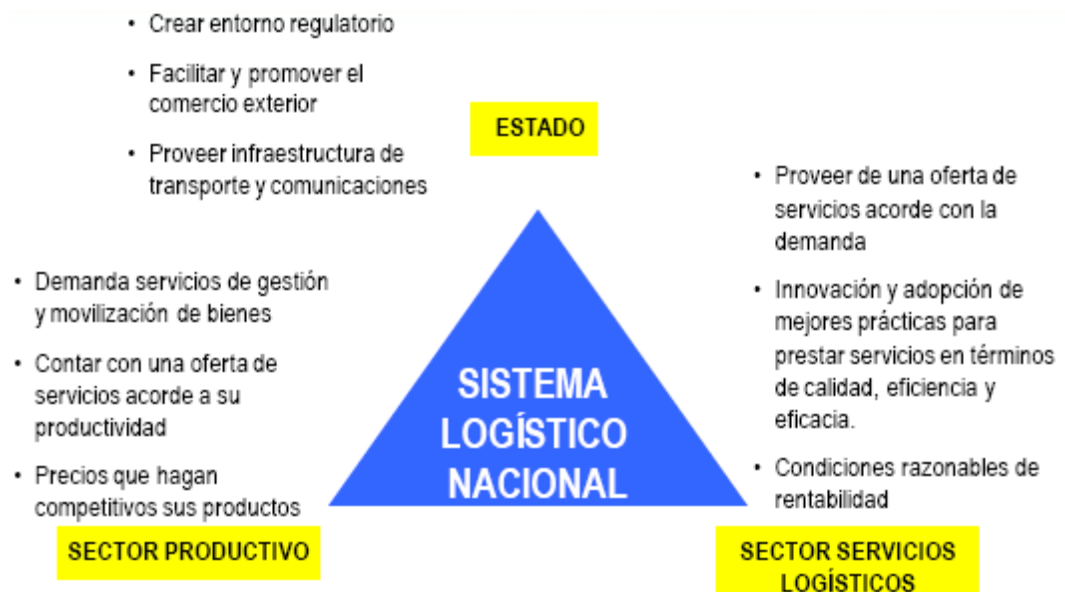 • Crear entorno regulatorio
• Facilitar y promover el
comercio exterior
• Proveer infraestructura de
transporte y comunicaciones
ESTADO
• Proveer de una oferta de
servicios acorde con la
demanda
• Innovación y adopción de
mejores prácticas para
prestar servicios en términos
de calidad, eficiencia y
eficacia.
• Condiciones razonables de
rentabilidad
• Demanda servicios de gestión
y movilización de bienes
• Contar con una oferta de
servicios acorde a su
productividad
• Precios que hagan
competitivos sus productos
SISTEMA
LOGÍSTICO
NACIONAL
SECTOR PRODUCTIVO
SECTOR SERVICIOS
LOGÍSTICOS